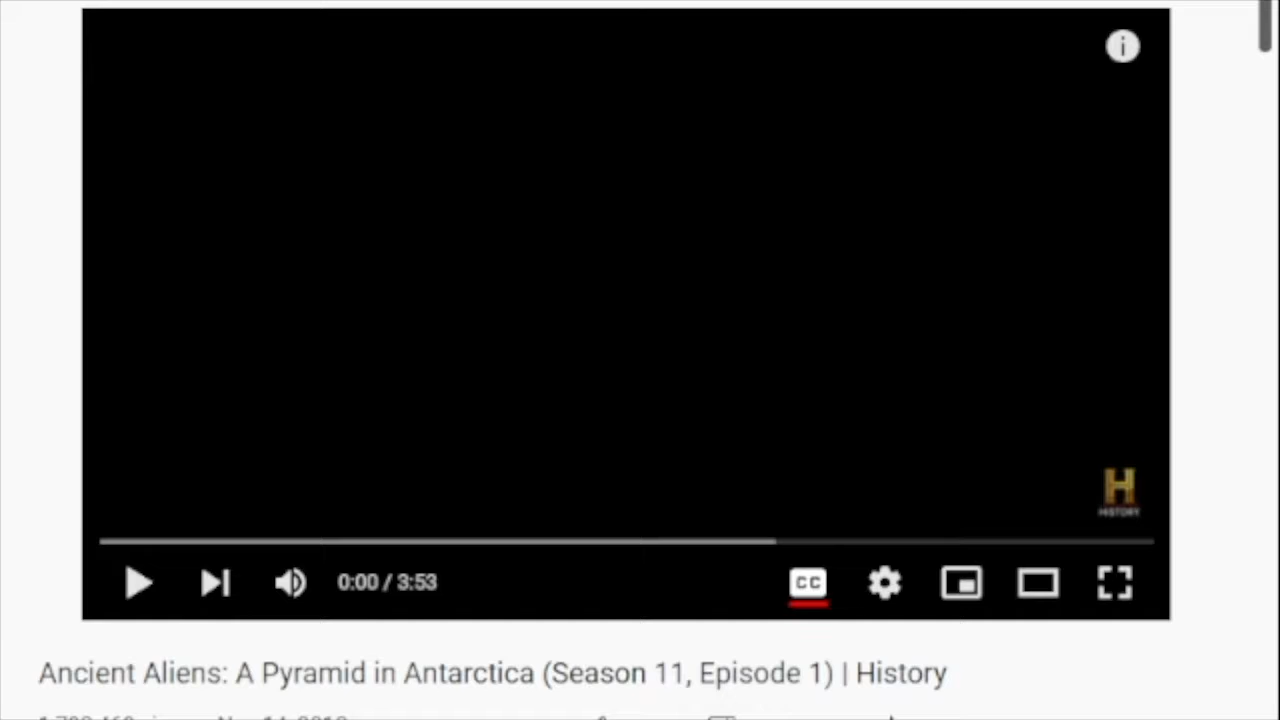 i
H
HISTORY
0:00 / 3:53
CC
Ancient Aliens: A Pyramid in Antarctica (Season 11, Episode 1) | History